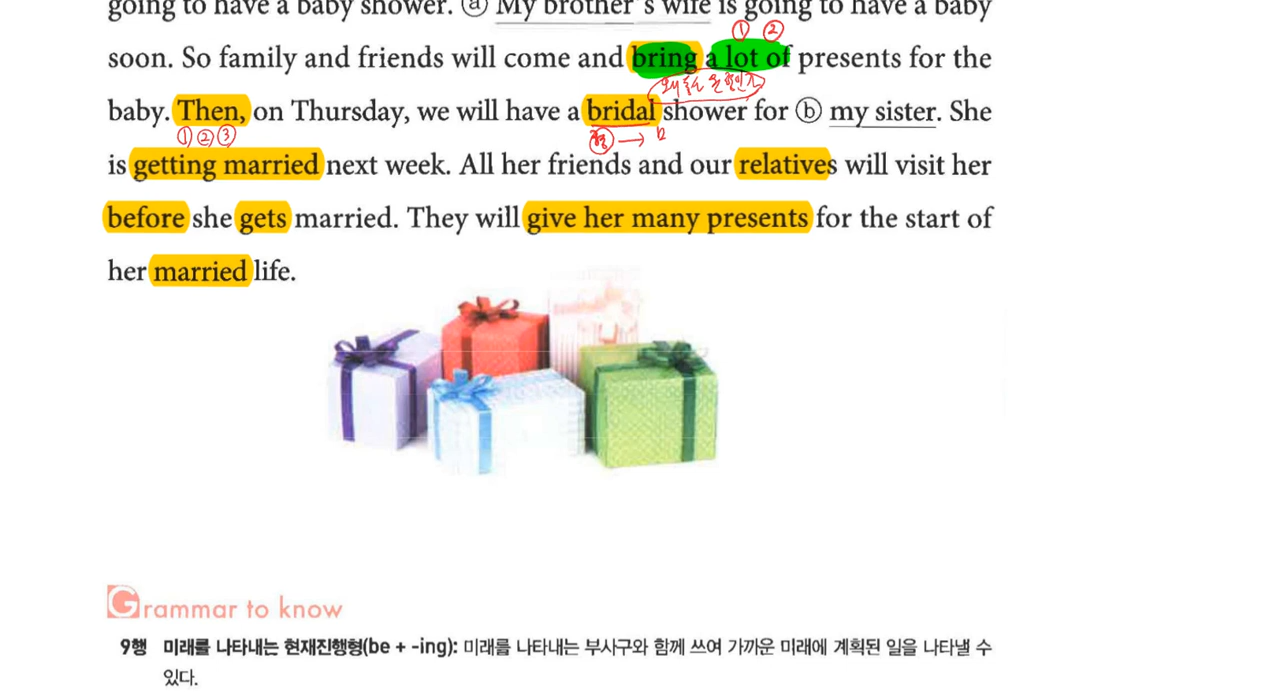 going to have a baby shower. ⓐ My brother's wife is going to have a baby
① ②
soon. So family and friends will come and bring a lot of presents for the
baby. Then, on Thursday, we will have a bridal shower for ⓑ my sister. She
① ② ③
is getting married next week. All her friends and our relatives will visit her
before she gets married. They will give her many presents for the start of
her married life.
Grammar to know
9행 미래를 나타내는 현재진행형(be + -ing): 미래를 나타내는 부사구와 함께 쓰여 가까운 미래에 계획된 일을 나타낼 수
있다.